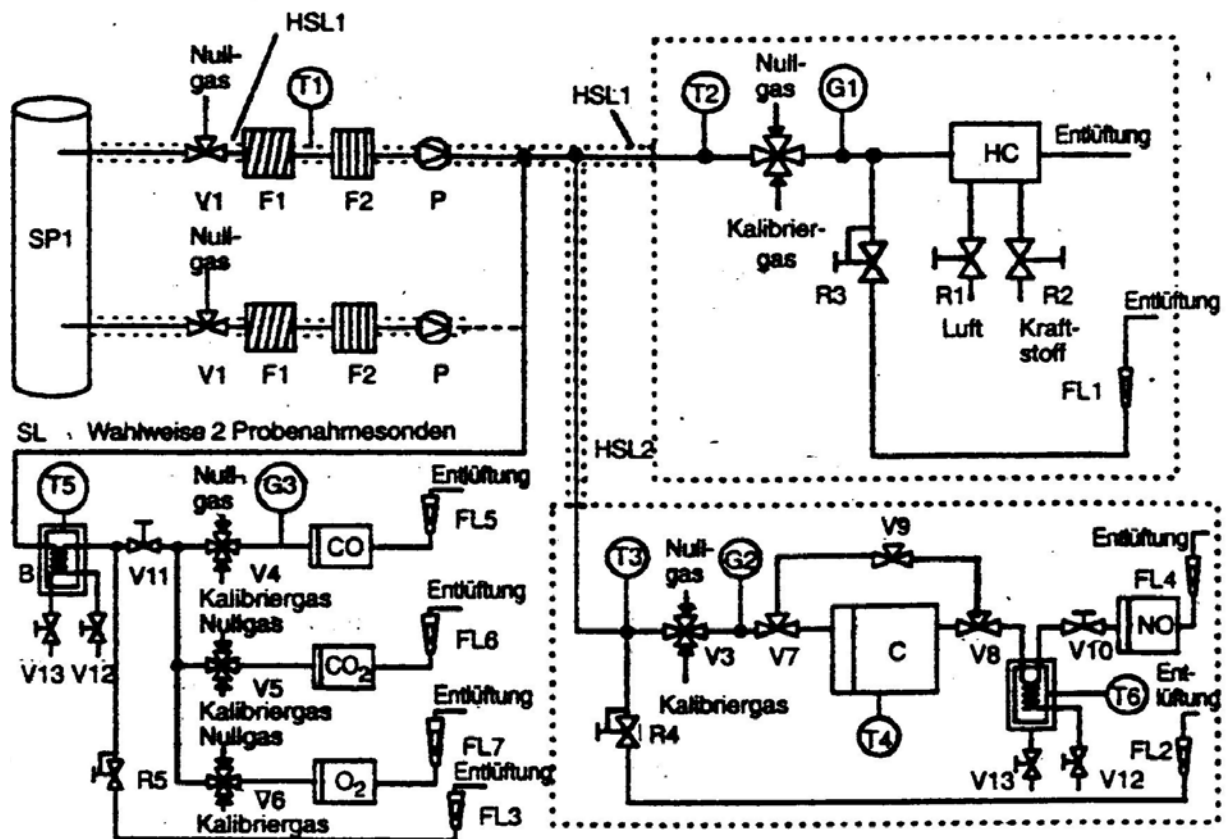 HSL1
Null-
gas
T1
V1
F1
F2
P
SP1
Null-
gas
V1
F1
F2
P
HSL1
T2
Null-
gas
G1
HC
Entlüftung
Kalibrier-
gas
R3
R1
Luft
R2
Kraft-
stoff
Entlüftung
FL1
SL Wahlweise 2 Probenahmesonden
HSL2
T5
Null-
gas
G3
Entlüftung
FL5
CO
B
V11
V4
V13
V12
Kalibriergas
Nullgas
Entlüftung
FL6
CO₂
V5
Kalibriergas
Nullgas
Entlüftung
FL7
O₂
V6
Kalibriergas
R5
Entlüftung
FL3
T3
Null-
gas
G2
V9
Entlüftung
FL4
NO
V3
V7
C
V8
V10
Kalibriergas
T4
T6
Ent-
lüftung
FL2
R4
V13
V12